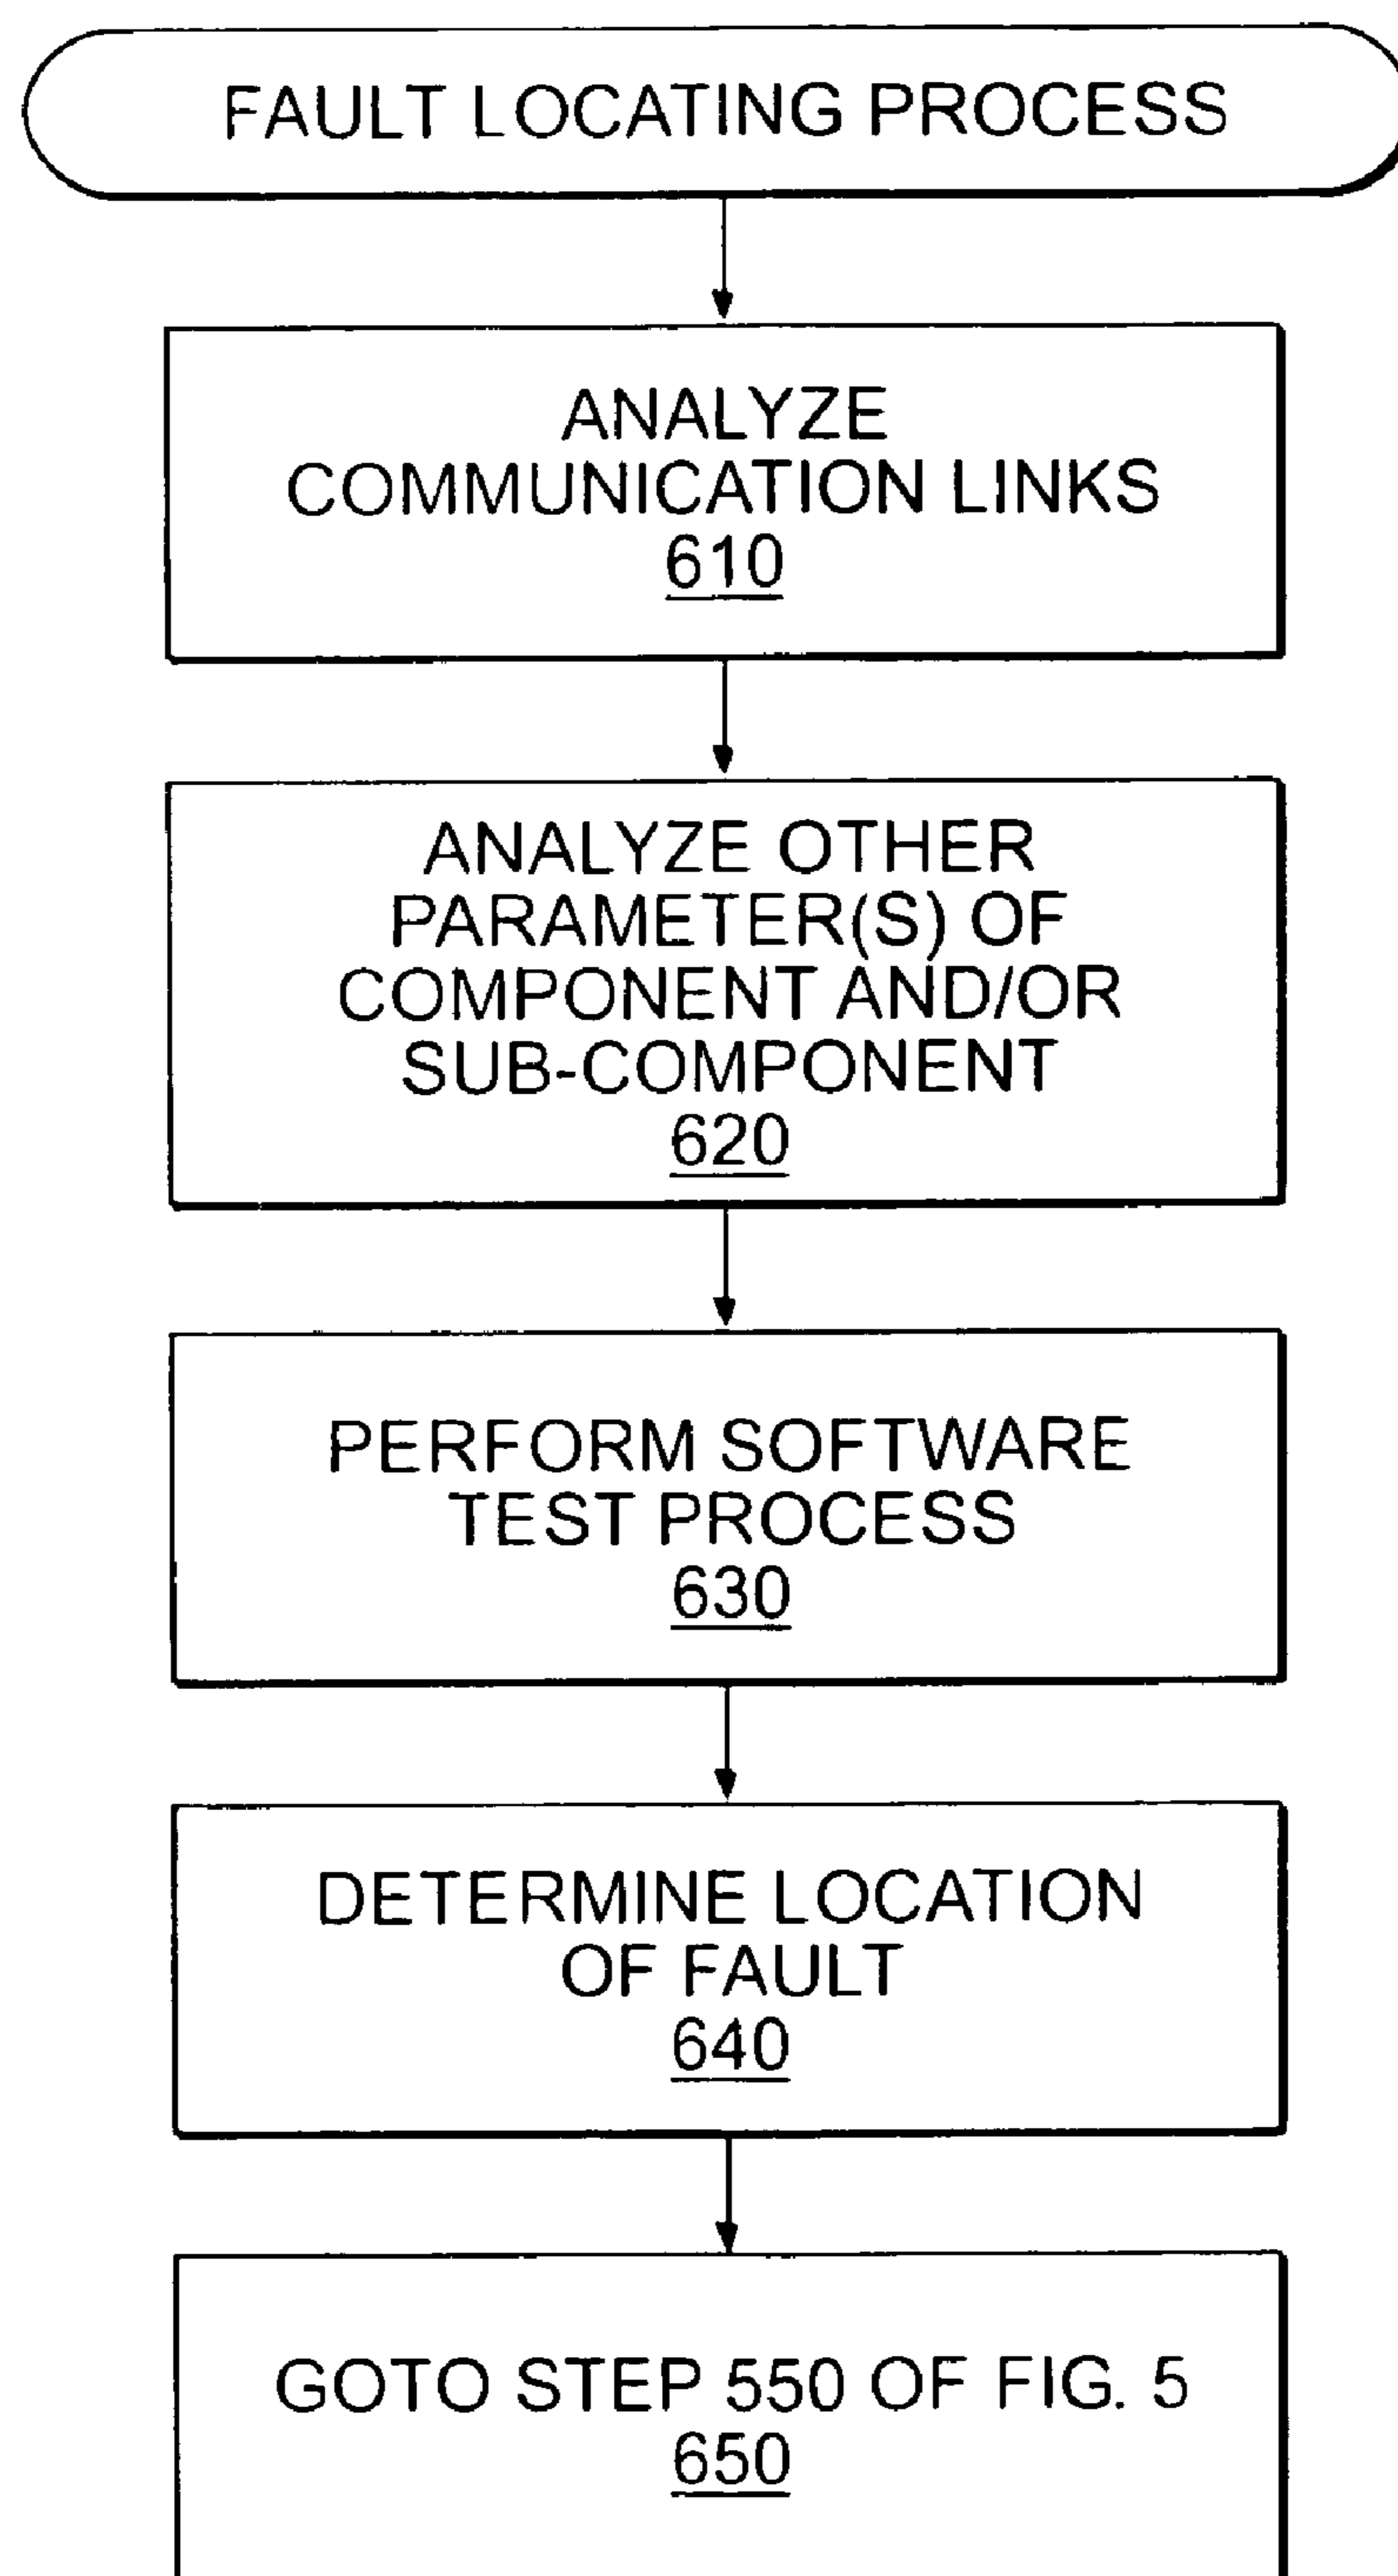 FAULT LOCATING PROCESS
ANALYZE
COMMUNICATION LINKS
610
ANALYZE OTHER
PARAMETER(S) OF
COMPONENT AND/OR
SUB-COMPONENT
620
PERFORM SOFTWARE
TEST PROCESS
630
DETERMINE LOCATION
OF FAULT
640
GOTO STEP 550 OF FIG. 5
650